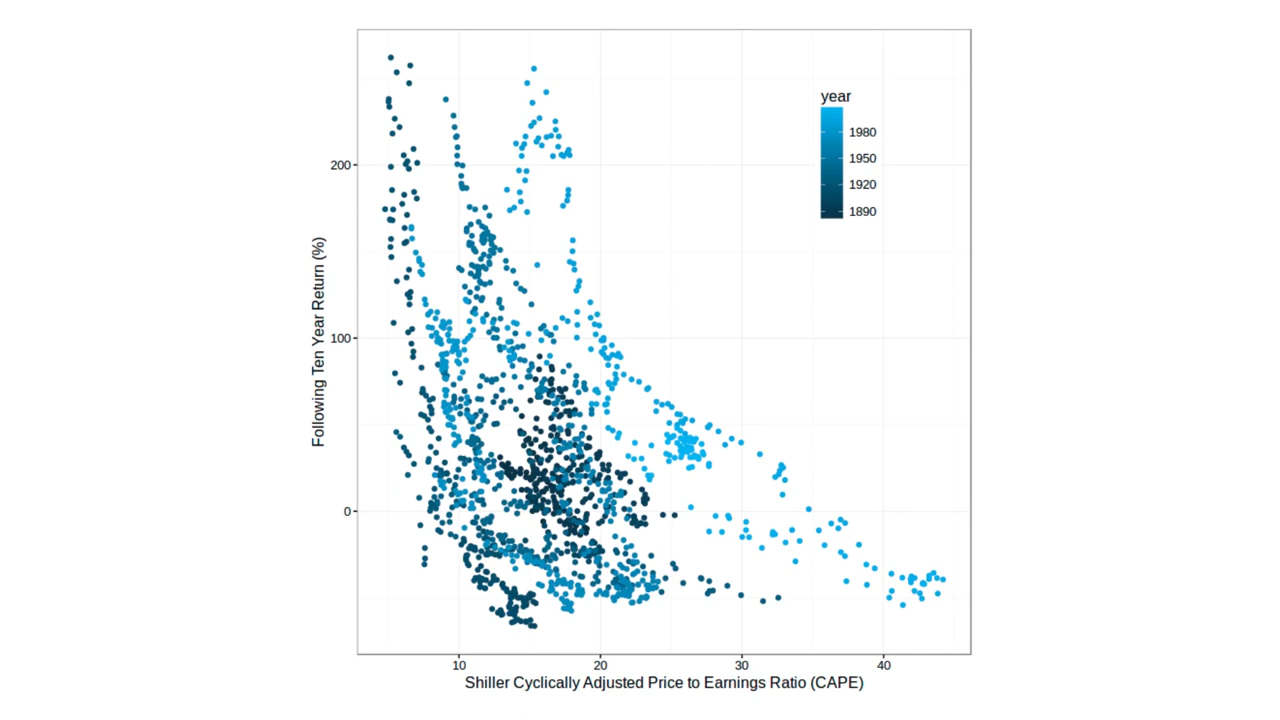 year
1980
1950
1920
1890
200
100
0
Following Ten Year Return (%)
10 20 30 40
Shiller Cyclically Adjusted Price to Earnings Ratio (CAPE)